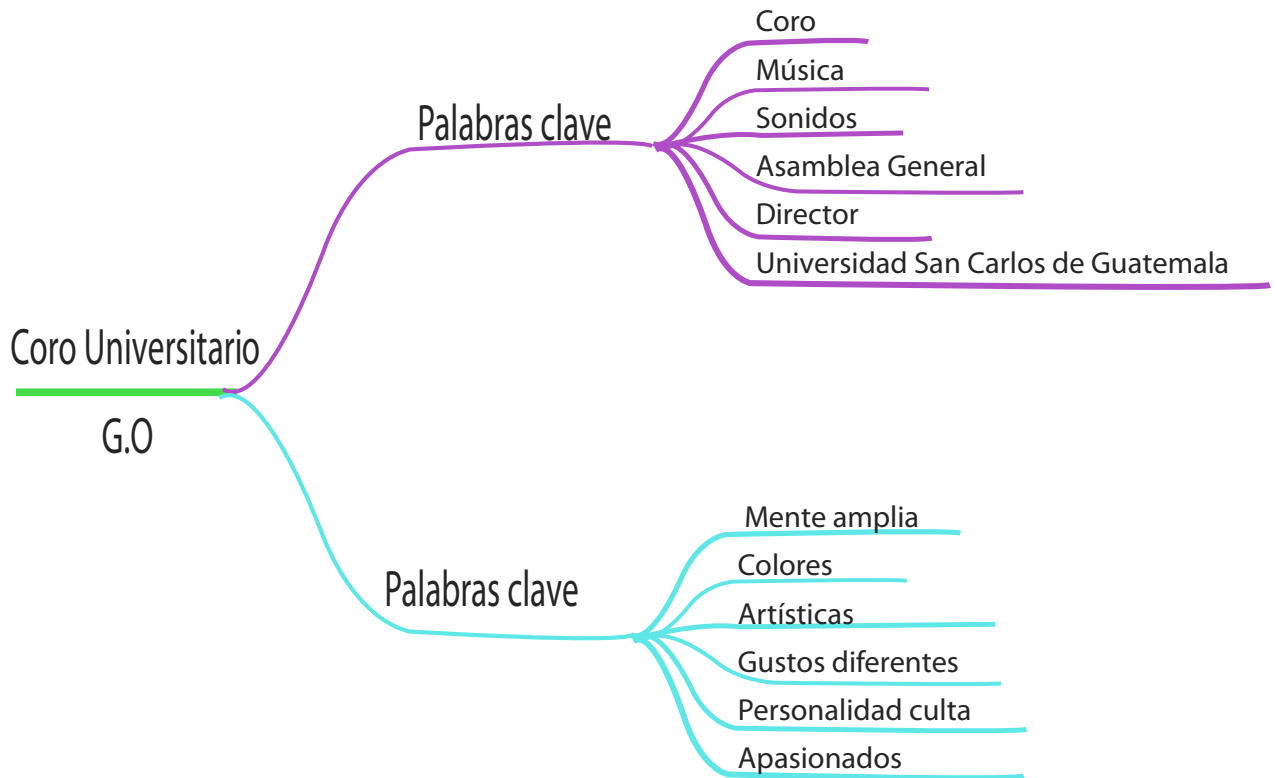 Coro Universitario
G.O
Palabras clave
Coro
Música
Sonidos
Asamblea General
Director
Universidad San Carlos de Guatemala
Palabras clave
Mente amplia
Colores
Artísticas
Gustos diferentes
Personalidad culta
Apasionados